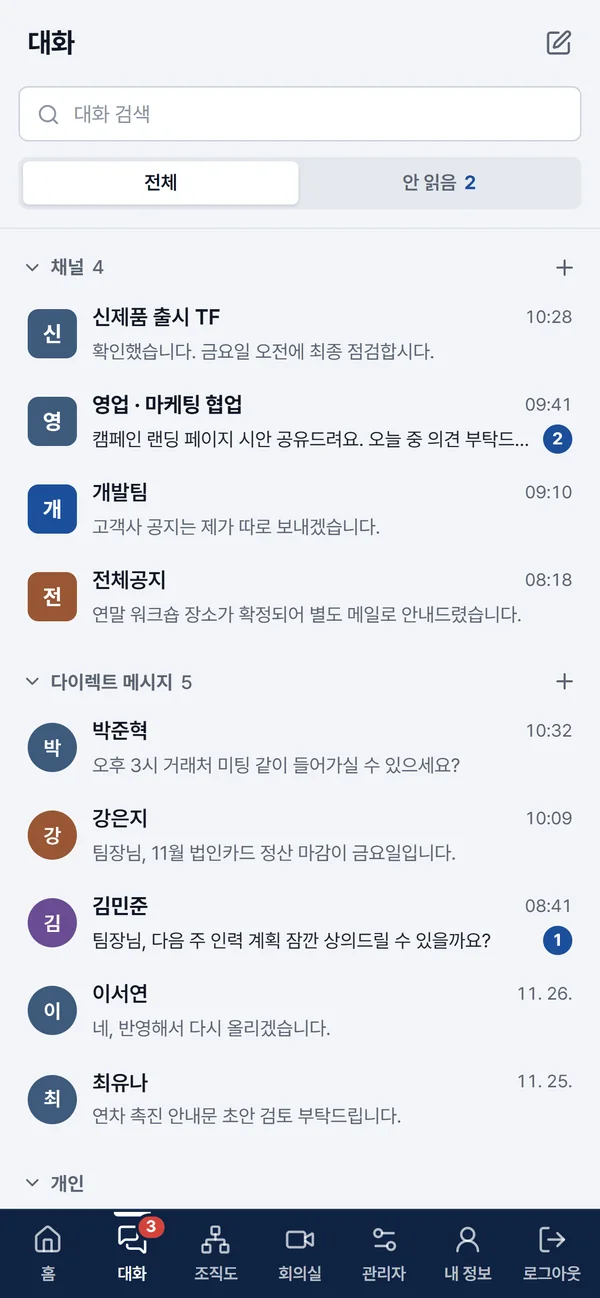 대화
대화 검색
전체
안 읽음 2
채널 4
신
신제품 출시 TF
10:28
확인했습니다. 금요일 오전에 최종 점검합시다.
영
영업 · 마케팅 협업
09:41
캠페인 랜딩 페이지 시안 공유드려요. 오늘 중 의견 부탁드...
2
개
개발팀
09:10
고객사 공지는 제가 따로 보내겠습니다.
전
전체공지
08:18
연말 워크숍 장소가 확정되어 별도 메일로 안내드렸습니다.
다이렉트 메시지 5
박
박준혁
10:32
오후 3시 거래처 미팅 같이 들어가실 수 있으세요?
강
강은지
10:09
팀장님, 11월 법인카드 정산 마감이 금요일입니다.
김
김민준
08:41
팀장님, 다음 주 인력 계획 잠깐 상의드릴 수 있을까요?
1
이
이서연
11. 26.
네, 반영해서 다시 올리겠습니다.
최
최유나
11. 25.
연차 촉진 안내문 초안 검토 부탁드립니다.
개인
3
홈
대화
조직도
회의실
관리자
내 정보
로그아웃